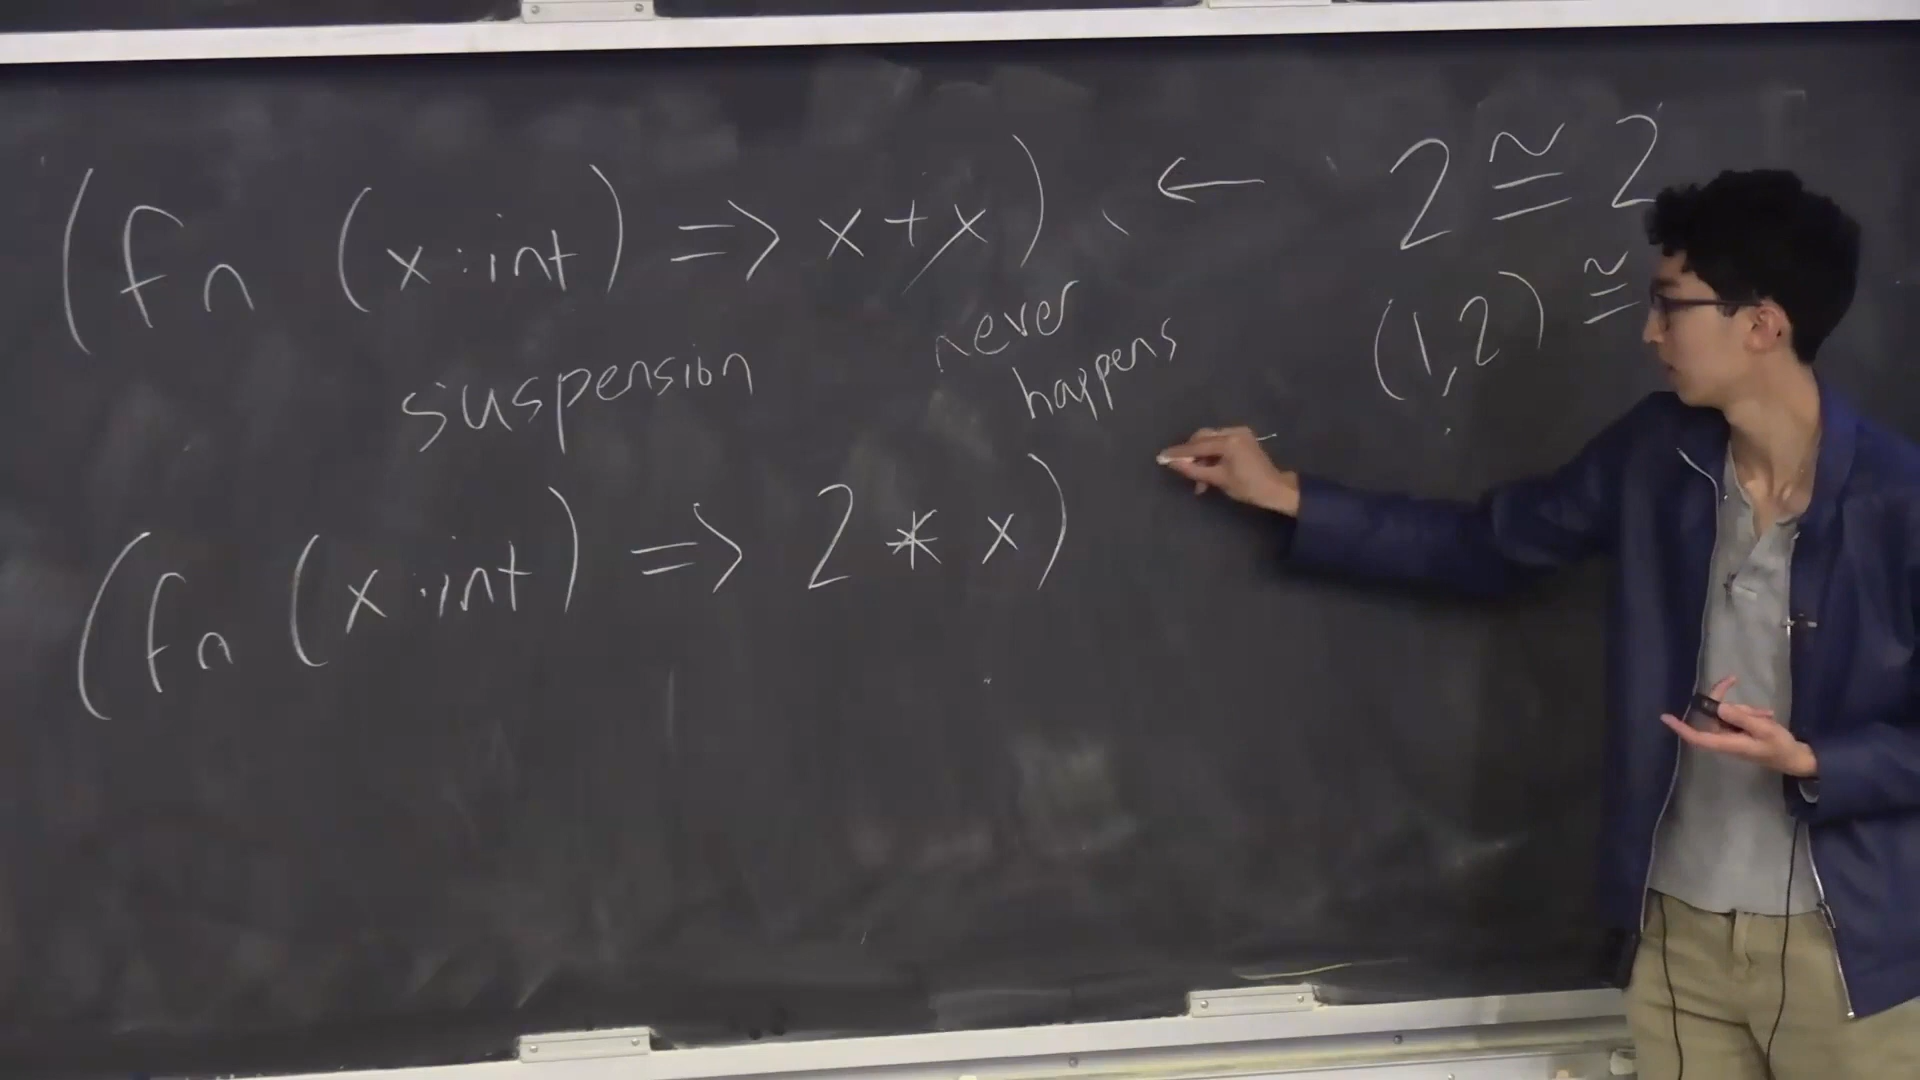 (fn (x:int) => x+x) ←
2 ≅ 2
(1,2) ≅
suspension
never
happens
(fn (x:int) => 2 * x)